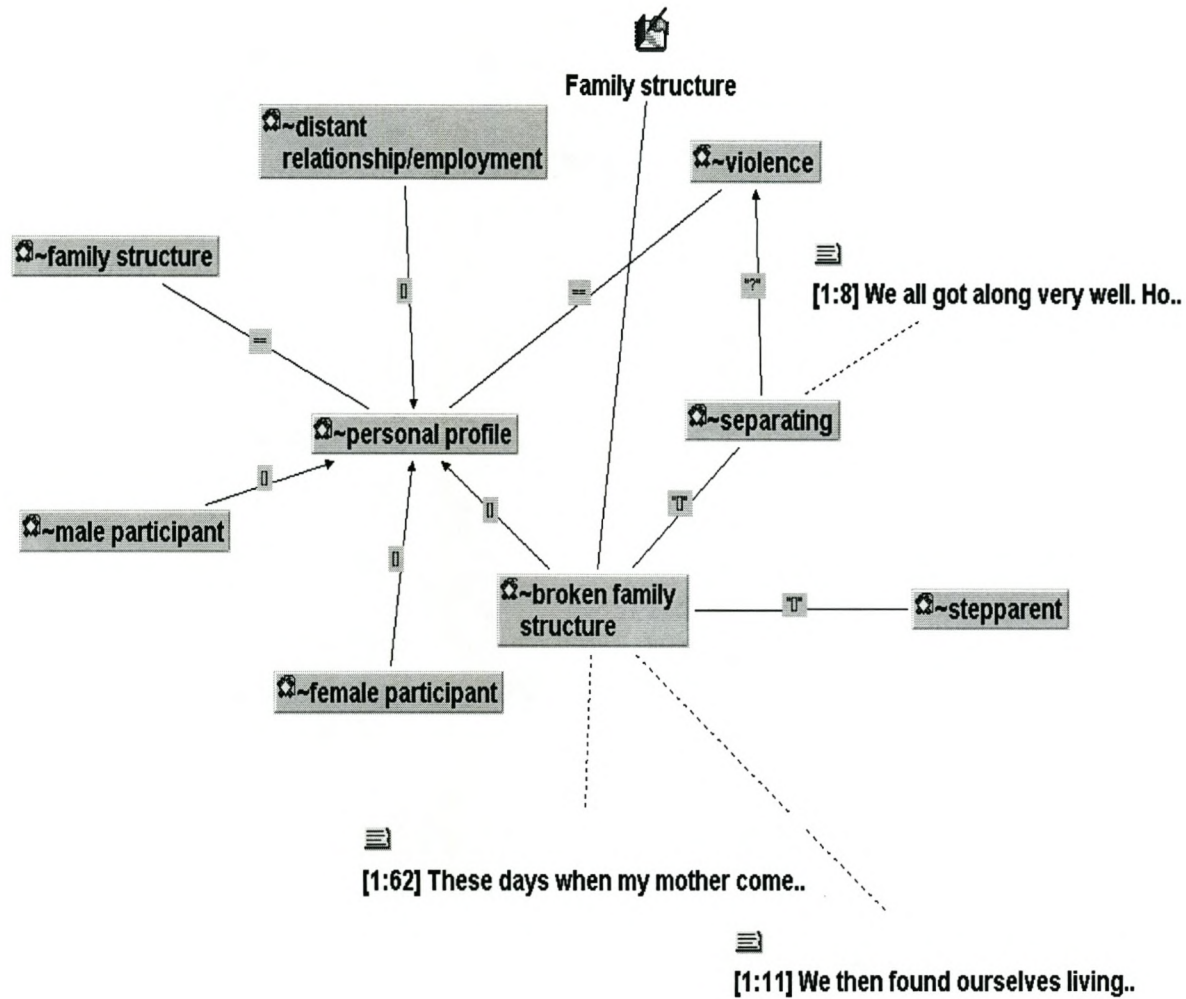 Family structure
~distant
relationship/employment
~violence
~family structure
[]
==
"?"
[1:8] We all got along very well. Ho..
==
~personal profile
~separating
[]
[]
"[]"
~male participant
[]
~broken family
structure
"[]"
~stepparent
~female participant
[1:62] These days when my mother come..
[1:11] We then found ourselves living..